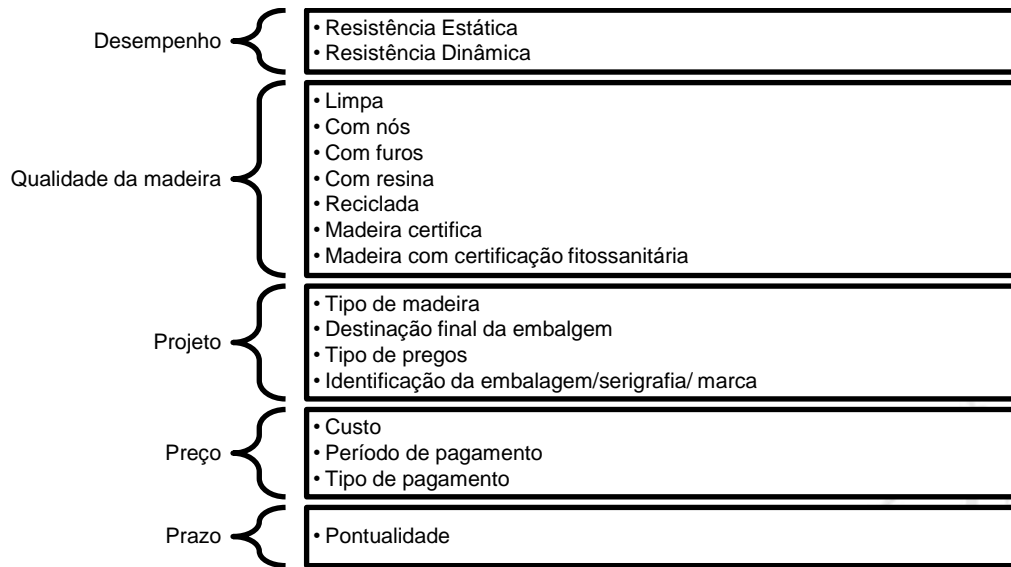 Desempenho
• Resistência Estática
• Resistência Dinâmica
Qualidade da madeira
• Limpa
• Com nós
• Com furos
• Com resina
• Reciclada
• Madeira certifica
• Madeira com certificação fitossanitária
Projeto
• Tipo de madeira
• Destinação final da embalgem
• Tipo de pregos
• Identificação da embalagem/serigrafia/ marca
Preço
• Custo
• Período de pagamento
• Tipo de pagamento
Prazo
• Pontualidade